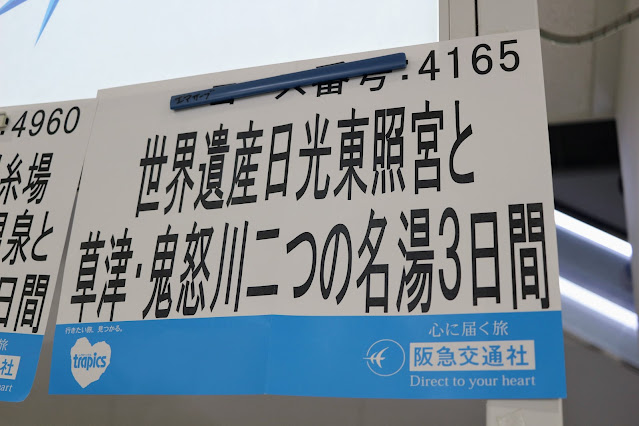 :4960
糸場
泉と
日間
旅
社
heart
番号:4165
世界遺産日光東照宮と
草津・鬼怒川二つの名湯3日間
行きたい旅、見つかる。
trapics
心に届く旅
阪急交通社
Direct to your heart